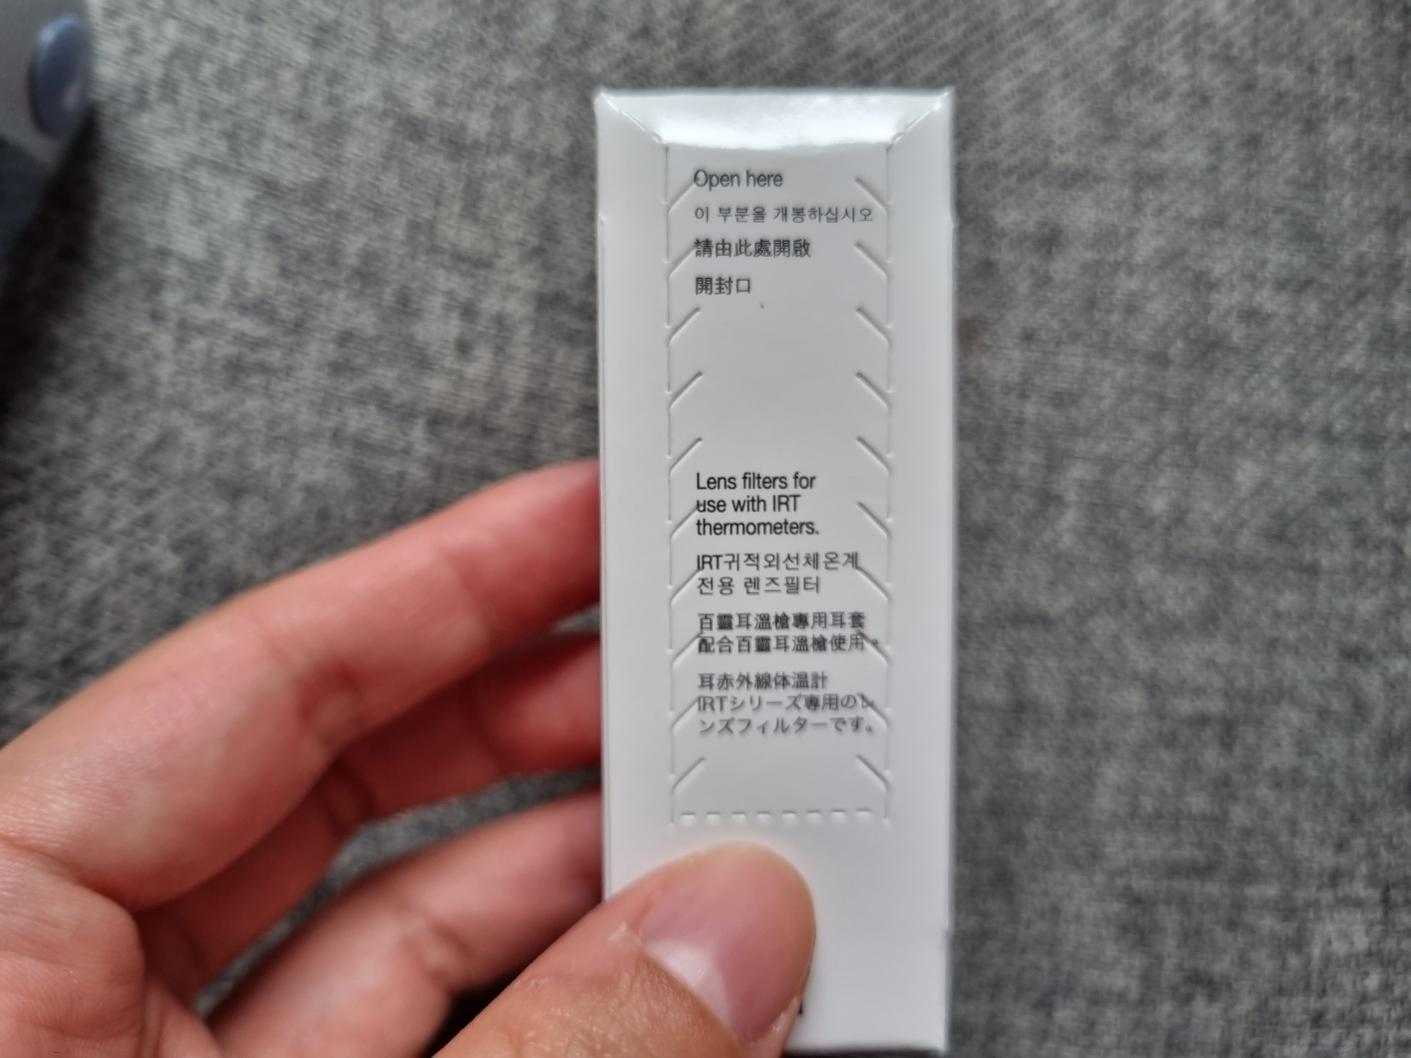 Open here
이 부분을 개봉하십시오
請由此處開啟
開封口
Lens filters for
use with IRT
thermometers.
IRT귀적외선체온계
전용 렌즈필터
百靈耳溫槍專用耳套
配合百靈耳溫槍使用。
耳赤外線体温計
IRTシリーズ専用のレ
ンズフィルターです。